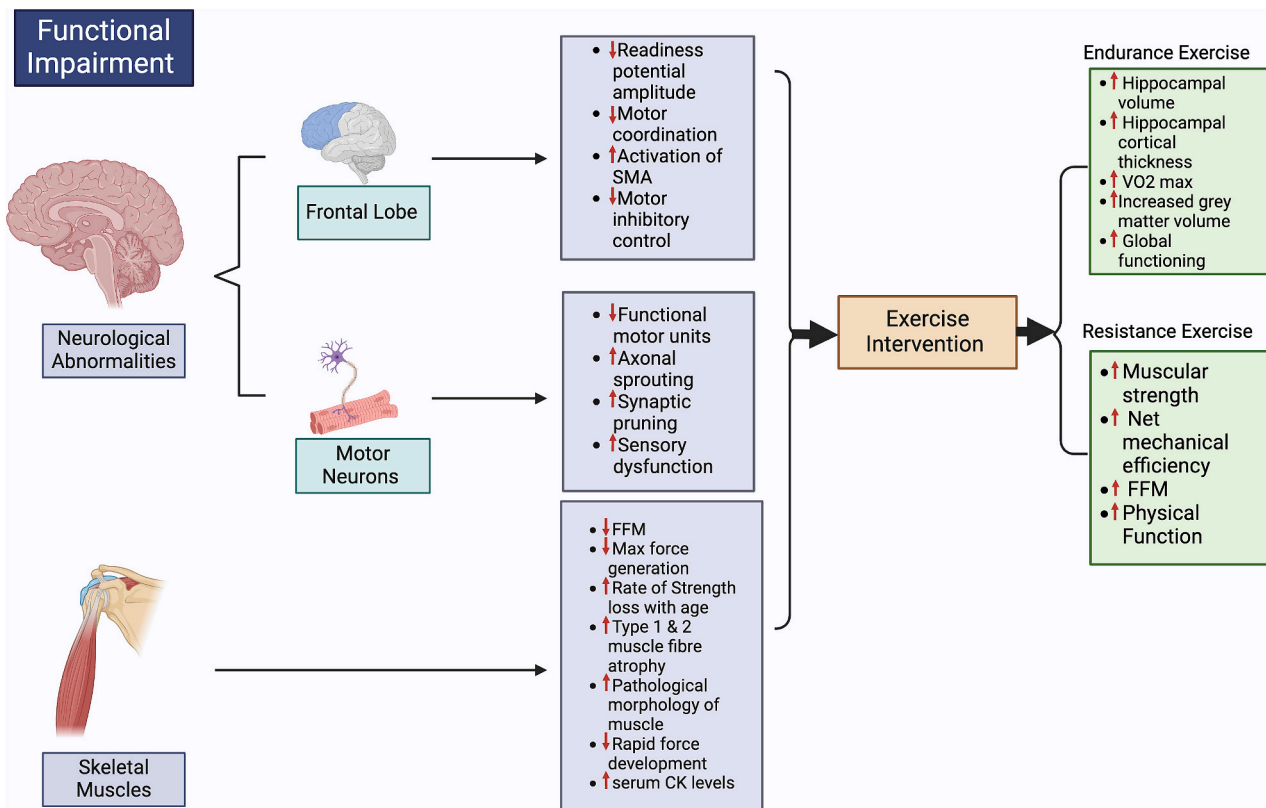 Functional
Impairment
Neurological
Abnormalities
Frontal Lobe
Motor
Neurons
Skeletal
Muscles
• ↓Readiness
potential
amplitude
• ↓Motor
coordination
• ↑Activation of
SMA
• ↓Motor
inhibitory
control
• ↓Functional
motor units
• ↑Axonal
sprouting
• ↑Synaptic
pruning
• ↑Sensory
dysfunction
• ↓FFM
• ↓Max force
generation
• ↑Rate of Strength
loss with age
• ↑Type 1 & 2
muscle fibre
atrophy
• ↑Pathological
morphology of
muscle
• ↓Rapid force
development
• ↑serum CK levels
Exercise
Intervention
Endurance Exercise
• ↑ Hippocampal
volume
• ↑ Hippocampal
cortical
thickness
• ↑ VO2 max
• ↑Increased grey
matter volume
• ↑ Global
functioning
Resistance Exercise
• ↑ Muscular
strength
• ↑ Net
mechanical
efficiency
• ↑ FFM
• ↑ Physical
Function